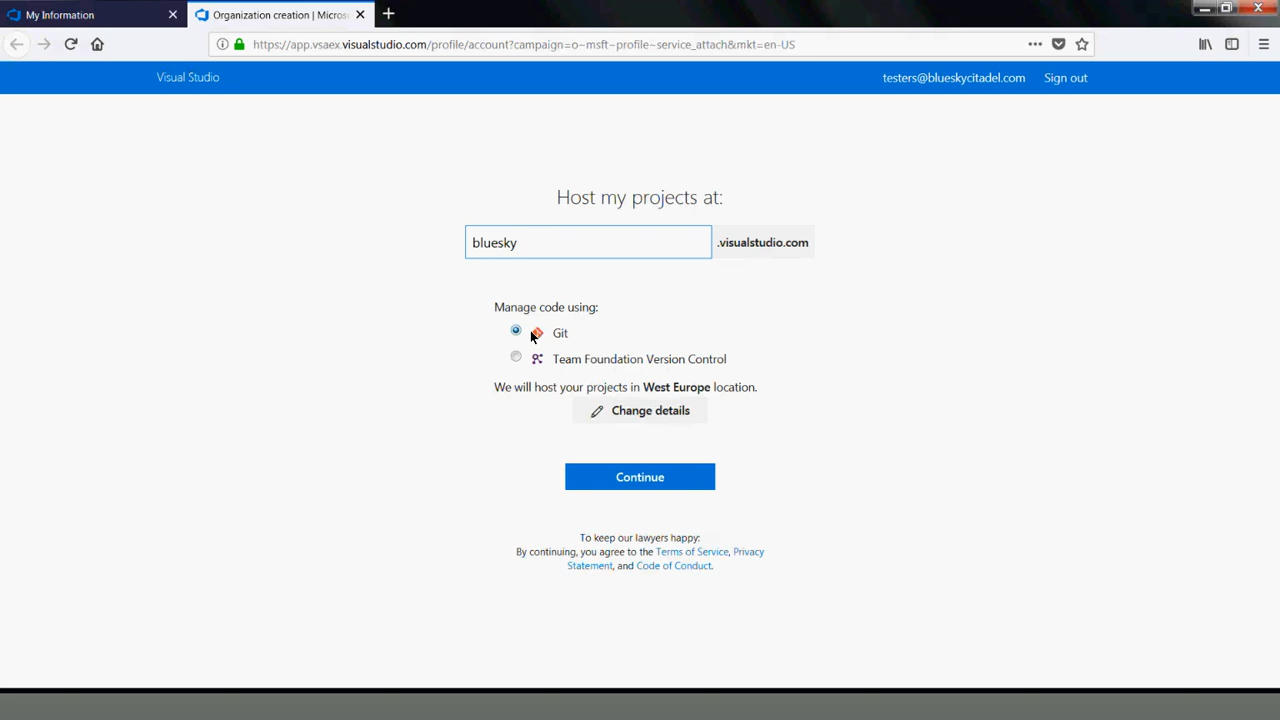 My Information
Organization creation | Micros
https://app.vsaex.visualstudio.com/profile/account?campaign=o~msft~profile~service_attach&mkt=en-US
Visual Studio
testers@blueskycitadel.com
Sign out
Host my projects at:
bluesky
.visualstudio.com
Manage code using:
Git
Team Foundation Version Control
We will host your projects in West Europe location.
Change details
Continue
To keep our lawyers happy:
By continuing, you agree to the Terms of Service, Privacy
Statement, and Code of Conduct.